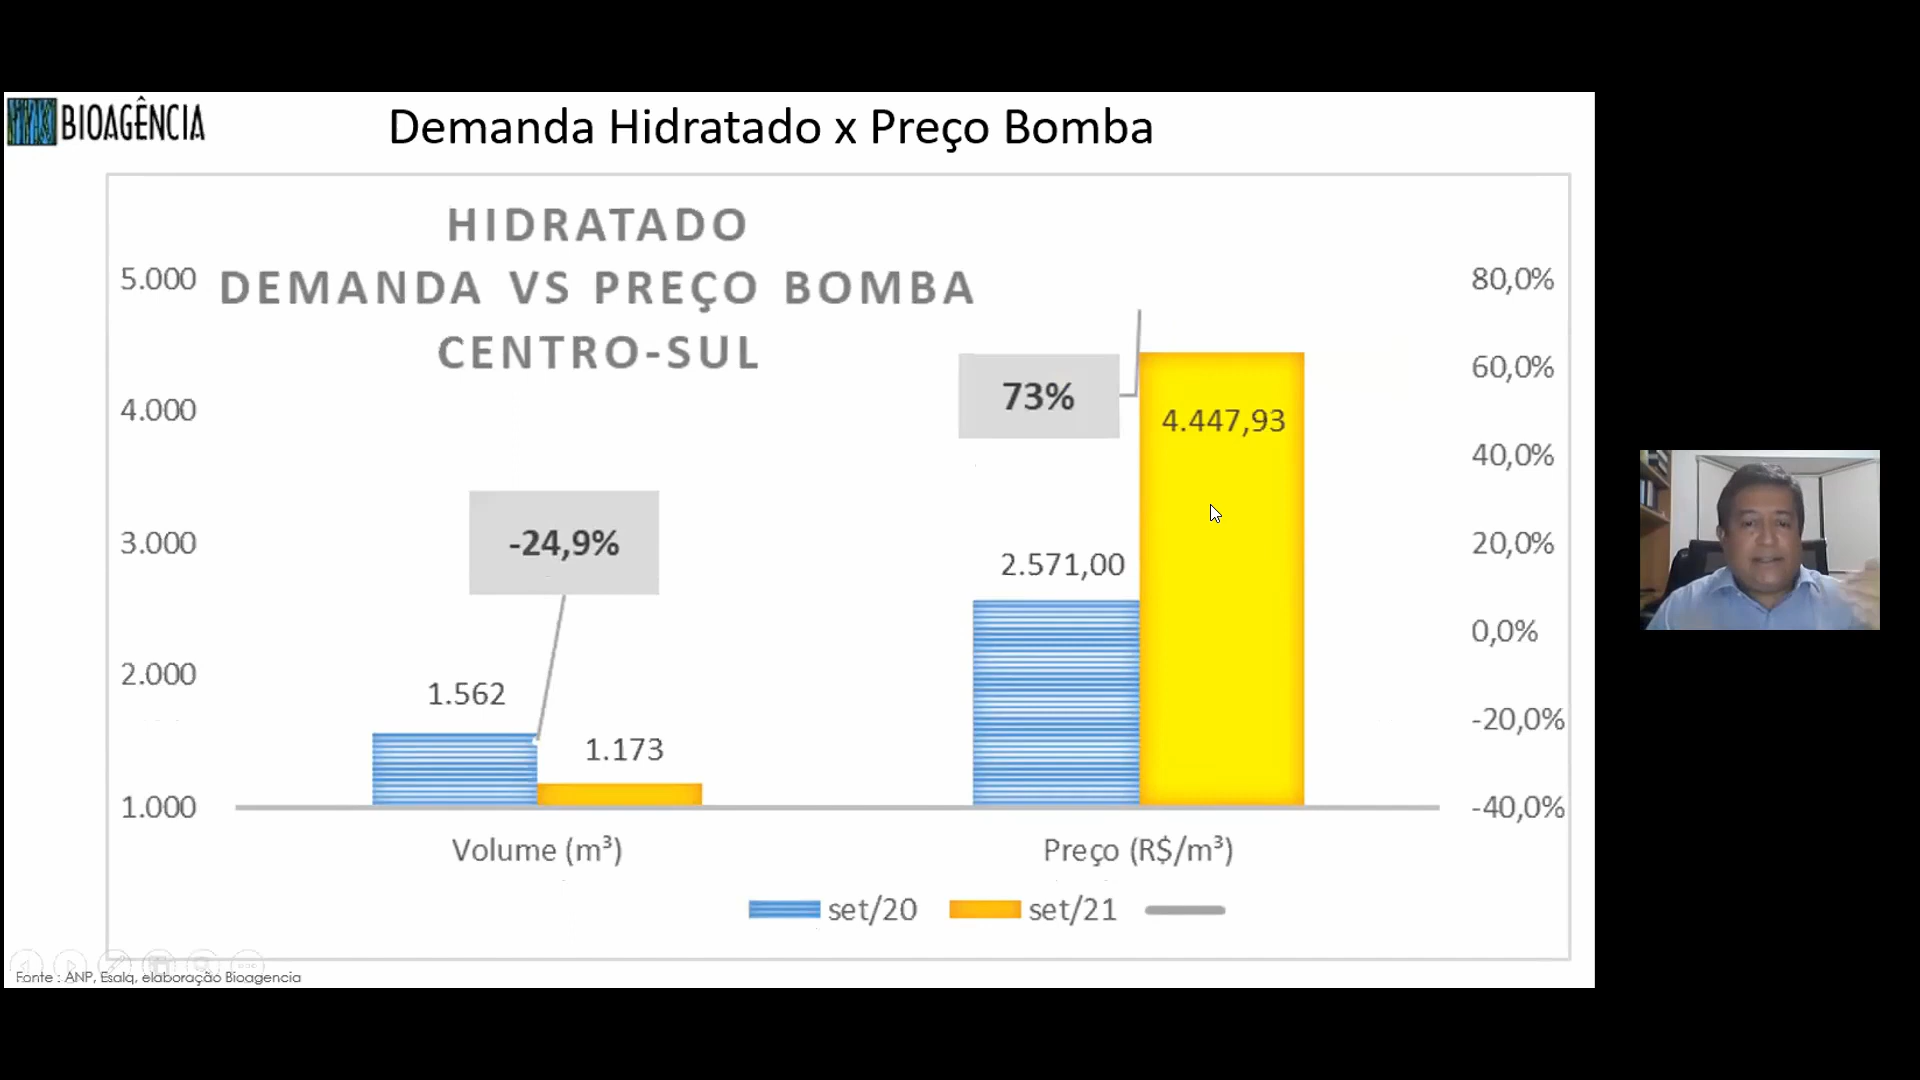 BIOAGÊNCIA
Demanda Hidratado x Preço Bomba
HIDRATADO
DEMANDA VS PREÇO BOMBA
CENTRO-SUL
5.000
4.000
3.000
2.000
1.000
80,0%
60,0%
40,0%
20,0%
0,0%
-20,0%
-40,0%
-24,9%
1.562
1.173
73%
2.571,00
4.447,93
Volume (m³)
Preço (R$/m³)
set/20
set/21
Fonte : ANP, Esalq, elaboração Bioagencia